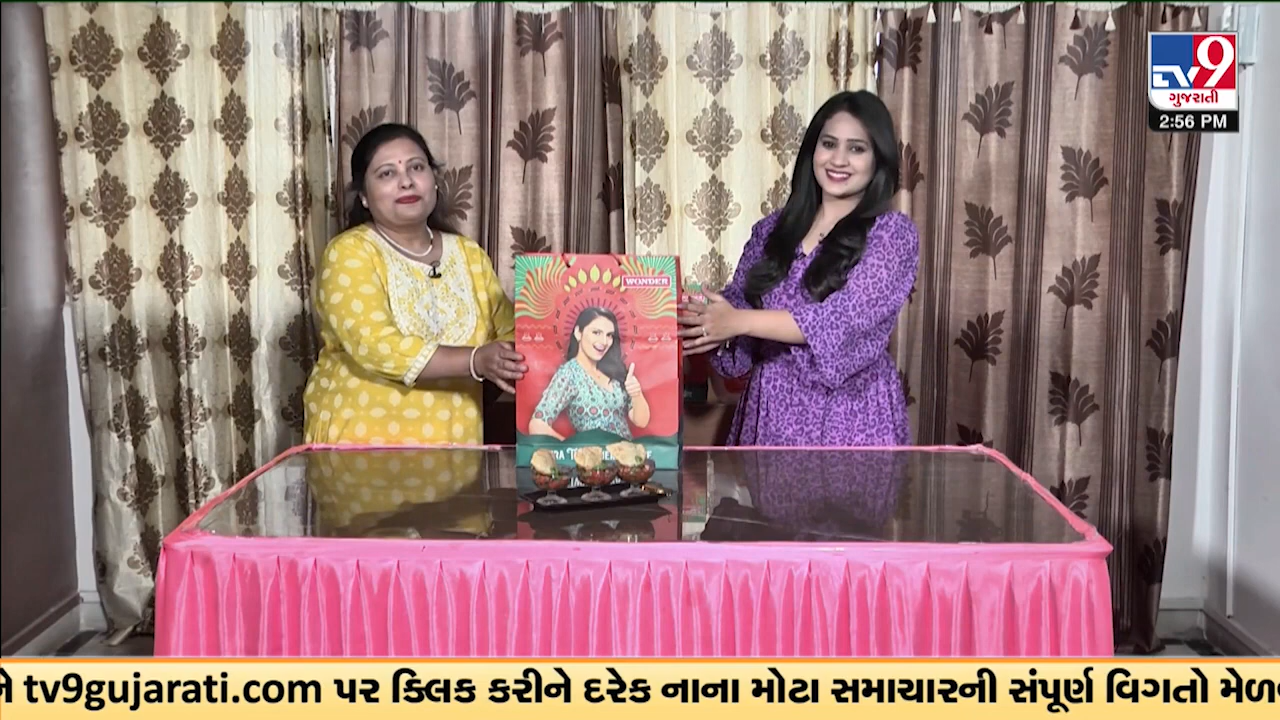 TV9
ગુજરાતી
2:56 PM
WONDER
tv9gujarati.com પર ક્લિક કરીને દરેક નાના મોટા સમાચારની સંપૂર્ણ વિગતો